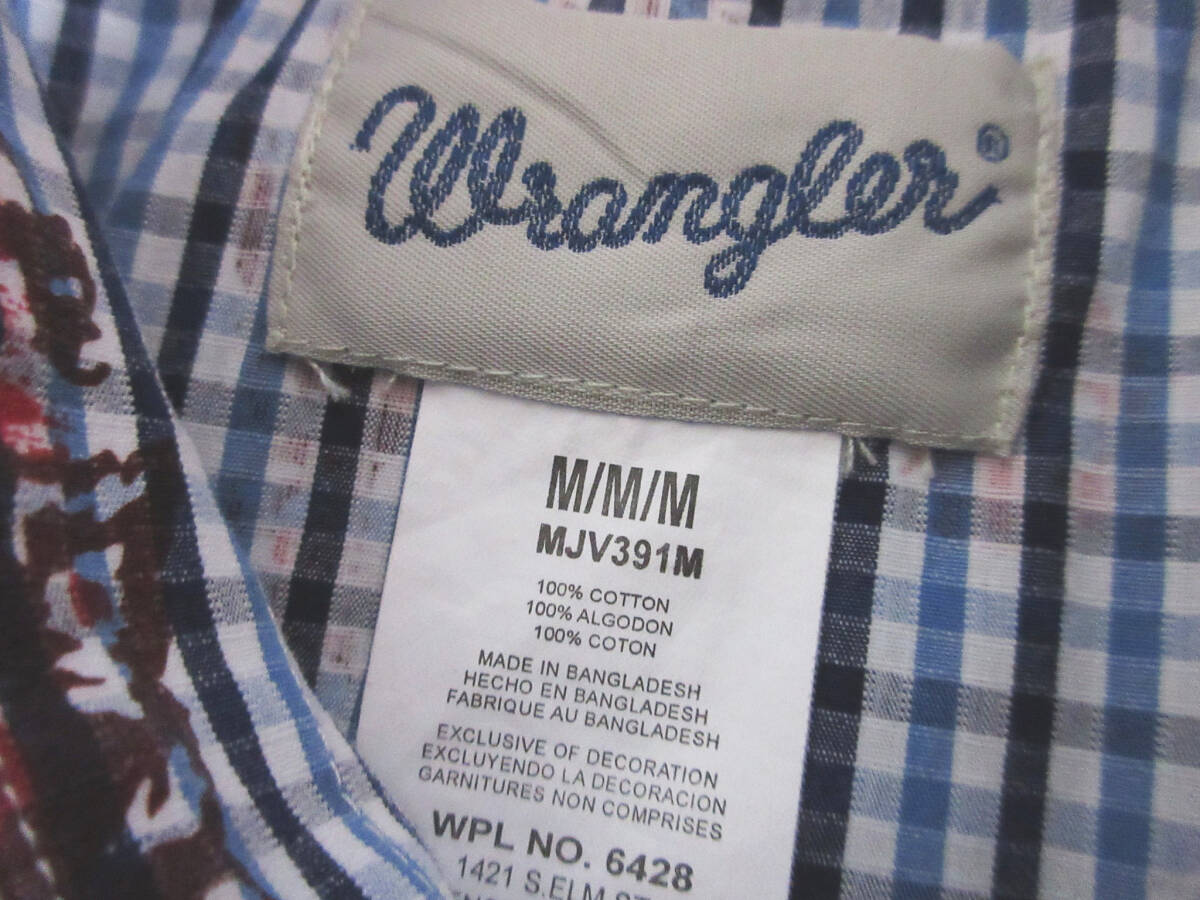 Wrangler®
M/M/M
MJV391M
100% COTTON
100% ALGODON
100% COTON
MADE IN BANGLADESH
HECHO EN BANGLADESH
FABRIQUE AU BANGLADESH
EXCLUSIVE OF DECORATION
EXCLUYENDO LA DECORACION
GARNITURES NON COMPRISES
WPL NO. 6428
1421 S.ELM